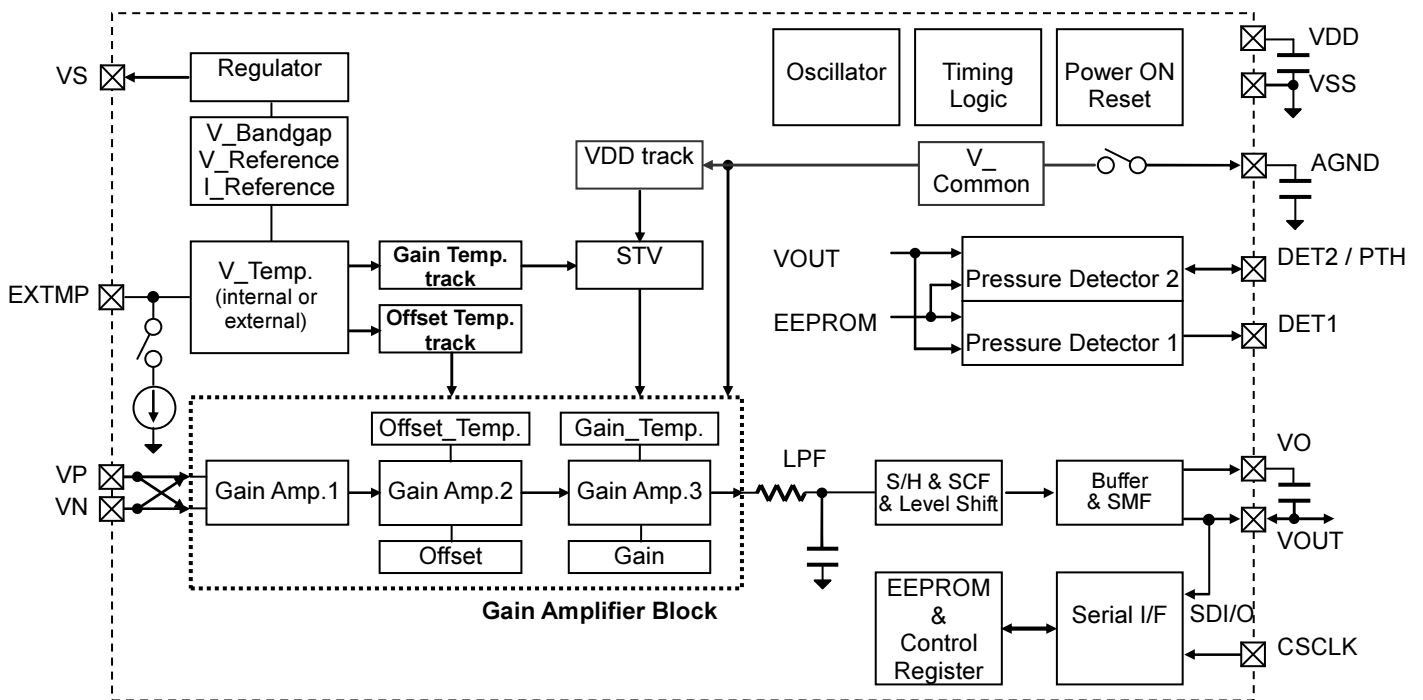 VS
Regulator
V_Bandgap
V_Reference
I_Reference
Oscillator
Timing
Logic
Power ON
Reset
VDD
VSS
VDD track
V_
Common
AGND
EXTMP
V_Temp.
(internal or
external)
Gain Temp.
track
Offset Temp.
track
STV
VOUT
EEPROM
Pressure Detector 2
Pressure Detector 1
DET2 / PTH
DET1
VP
VN
Offset_Temp.
Gain_Temp.
Gain Amp.1
Gain Amp.2
Gain Amp.3
Offset
Gain
Gain Amplifier Block
LPF
S/H & SCF
& Level Shift
Buffer
& SMF
VO
VOUT
EEPROM
&
Control
Register
Serial I/F
SDI/O
CSCLK